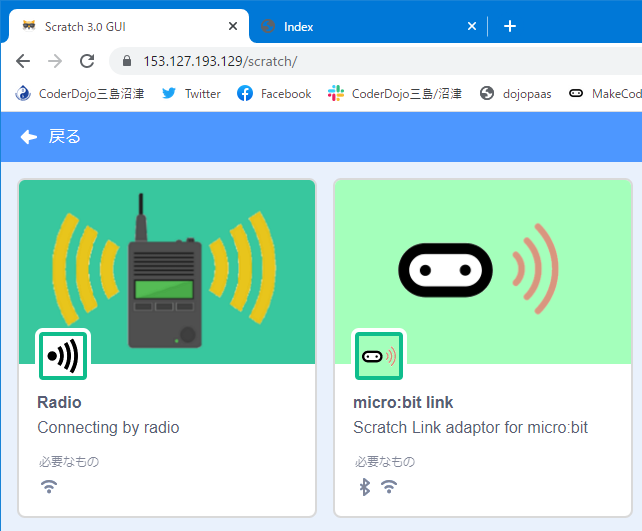 Scratch 3.0 GUI
Index
153.127.193.129/scratch/
CoderDojo三島沼津
Twitter
Facebook
CoderDojo三島/沼津
dojopaas
MakeCod
戻る
Radio
Connecting by radio
必要なもの
micro:bit link
Scratch Link adaptor for micro:bit
必要なもの